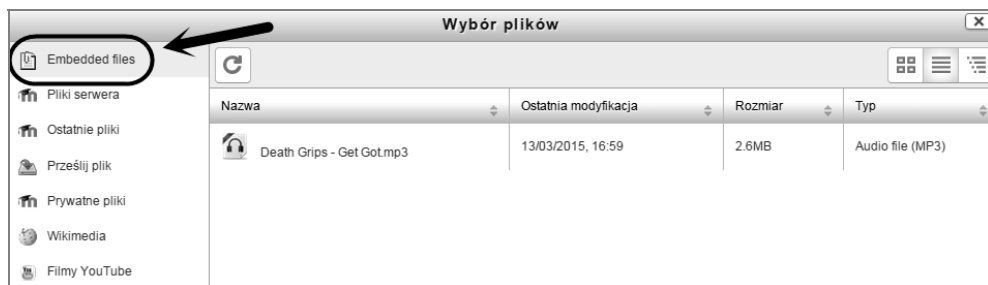 Wybór plików
Embedded files
Pliki serwera
Ostatnie pliki
Prześlij plik
Prywatne pliki
Wikimedia
Filmy YouTube
Nazwa Ostatnia modyfikacja Rozmiar Typ
Death Grips - Get Got.mp3 13/03/2015, 16:59 2.6MB Audio file (MP3)